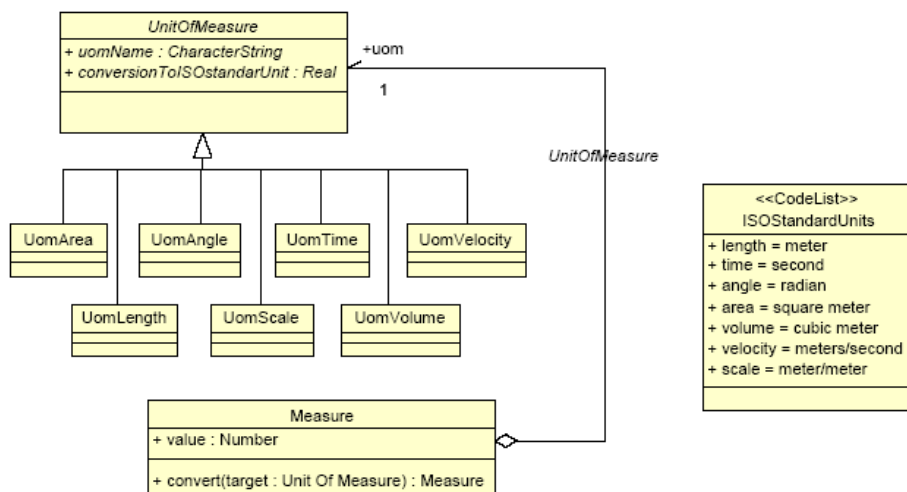 UnitOfMeasure
+ uomName : CharacterString
+ conversionToISOstandarUnit : Real
+uom
1
UnitOfMeasure
UomArea
UomAngle
UomTime
UomVelocity
UomLength
UomScale
UomVolume
<<CodeList>>
ISOStandardUnits
+ length = meter
+ time = second
+ angle = radian
+ area = square meter
+ volume = cubic meter
+ velocity = meters/second
+ scale = meter/meter
Measure
+ value : Number
+ convert(target : Unit Of Measure) : Measure